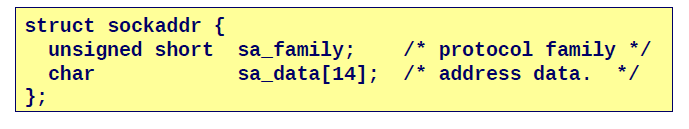 struct sockaddr {
  unsigned short  sa_family;    /* protocol family */
  char            sa_data[14];  /* address data.  */
};